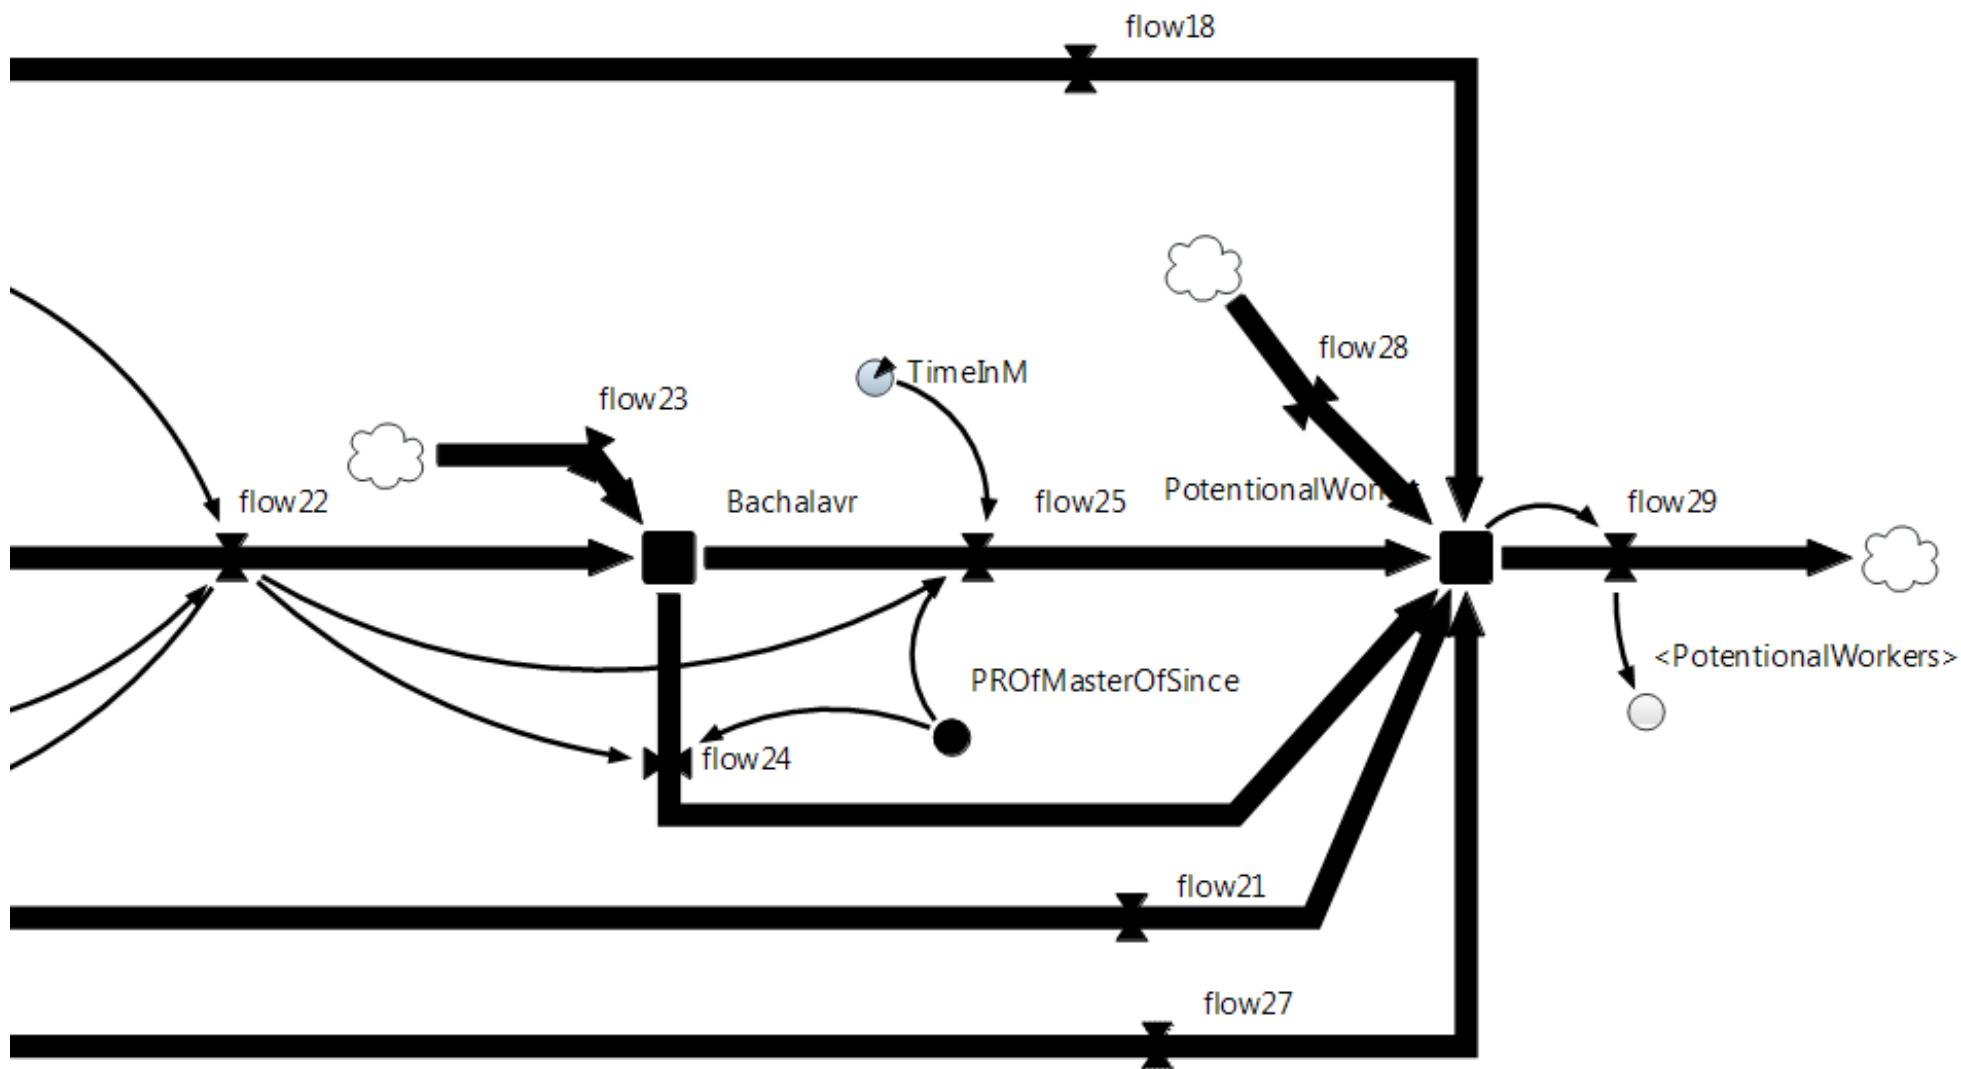 flow18
flow28
TimeInM
flow23
flow22
Bachalavr
flow25
flow29
<PotentionalWorkers>
PROfMasterOfSince
flow24
flow21
flow27